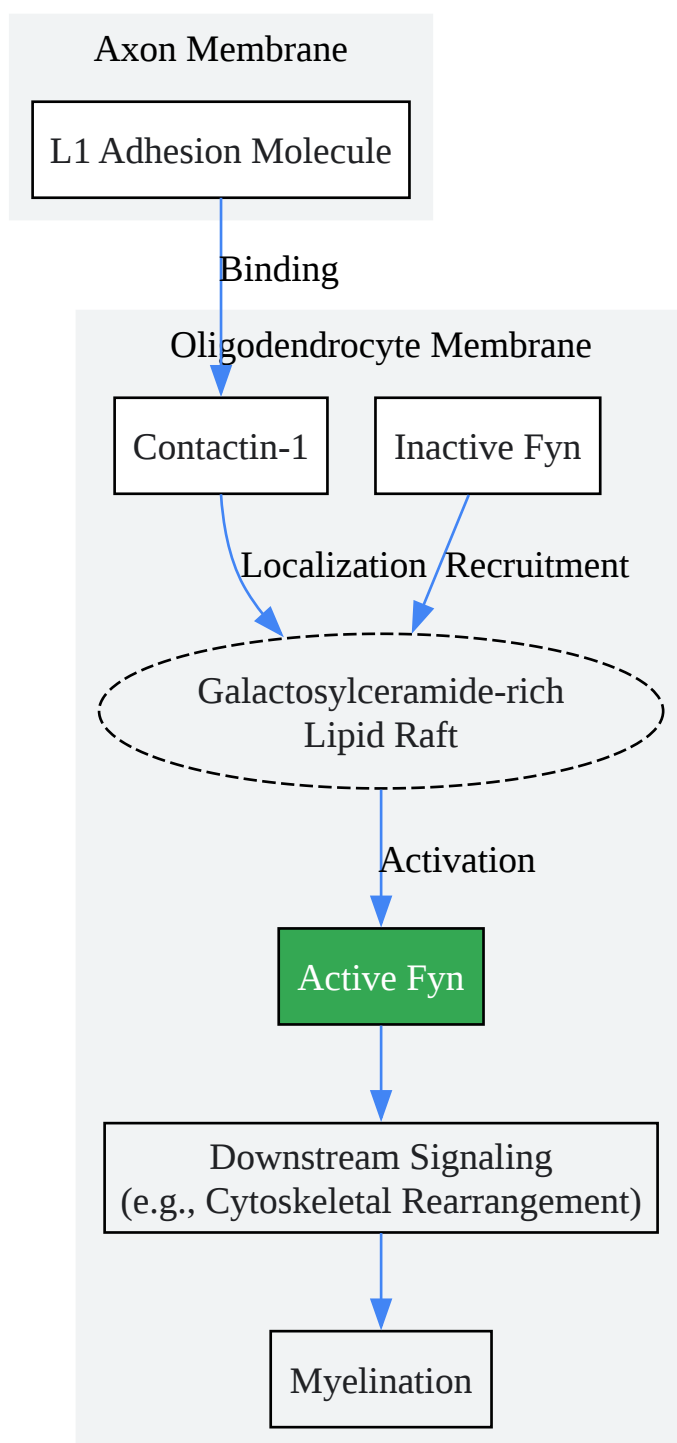 Axon Membrane
L1 Adhesion Molecule
Binding
Oligodendrocyte Membrane
Contactin-1
Inactive Fyn
Localization
Recruitment
Galactosylceramide-rich
Lipid Raft
Activation
Active Fyn
Downstream Signaling
(e.g., Cytoskeletal Rearrangement)
Myelination